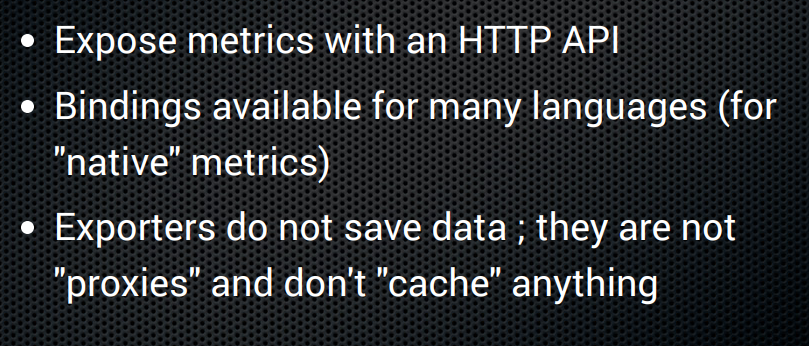 • Expose metrics with an HTTP API
• Bindings available for many languages (for
"native" metrics)
• Exporters do not save data ; they are not
"proxies" and don't "cache" anything